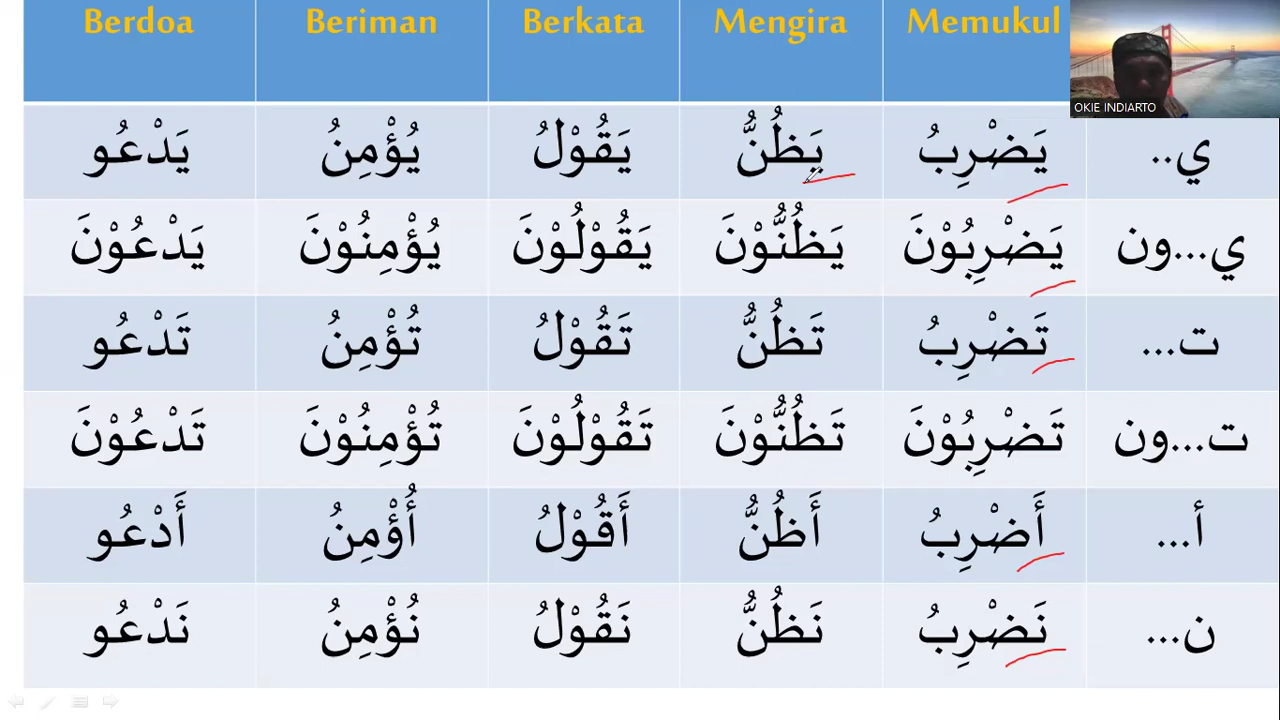 Berdoa Beriman Berkata Mengira Memukul
OKIE INDIARTO
ي.. يَضْرِبُ يَظُنُّ يَقُوْلُ يُؤْمِنُ يَدْعُو
ي...ون يَضْرِبُوْنَ يَظُنُّوْنَ يَقُوْلُوْنَ يُؤْمِنُوْنَ يَدْعُوْنَ
ت... تَضْرِبُ تَظُنُّ تَقُوْلُ تُؤْمِنُ تَدْعُو
ت...ون تَضْرِبُوْنَ تَظُنُّوْنَ تَقُوْلُوْنَ تُؤْمِنُوْنَ تَدْعُوْنَ
أ... أَضْرِبُ أَظُنُّ أَقُوْلُ أُؤْمِنُ أَدْعُو
ن... نَضْرِبُ نَظُنُّ نَقُوْلُ نُؤْمِنُ نَدْعُو